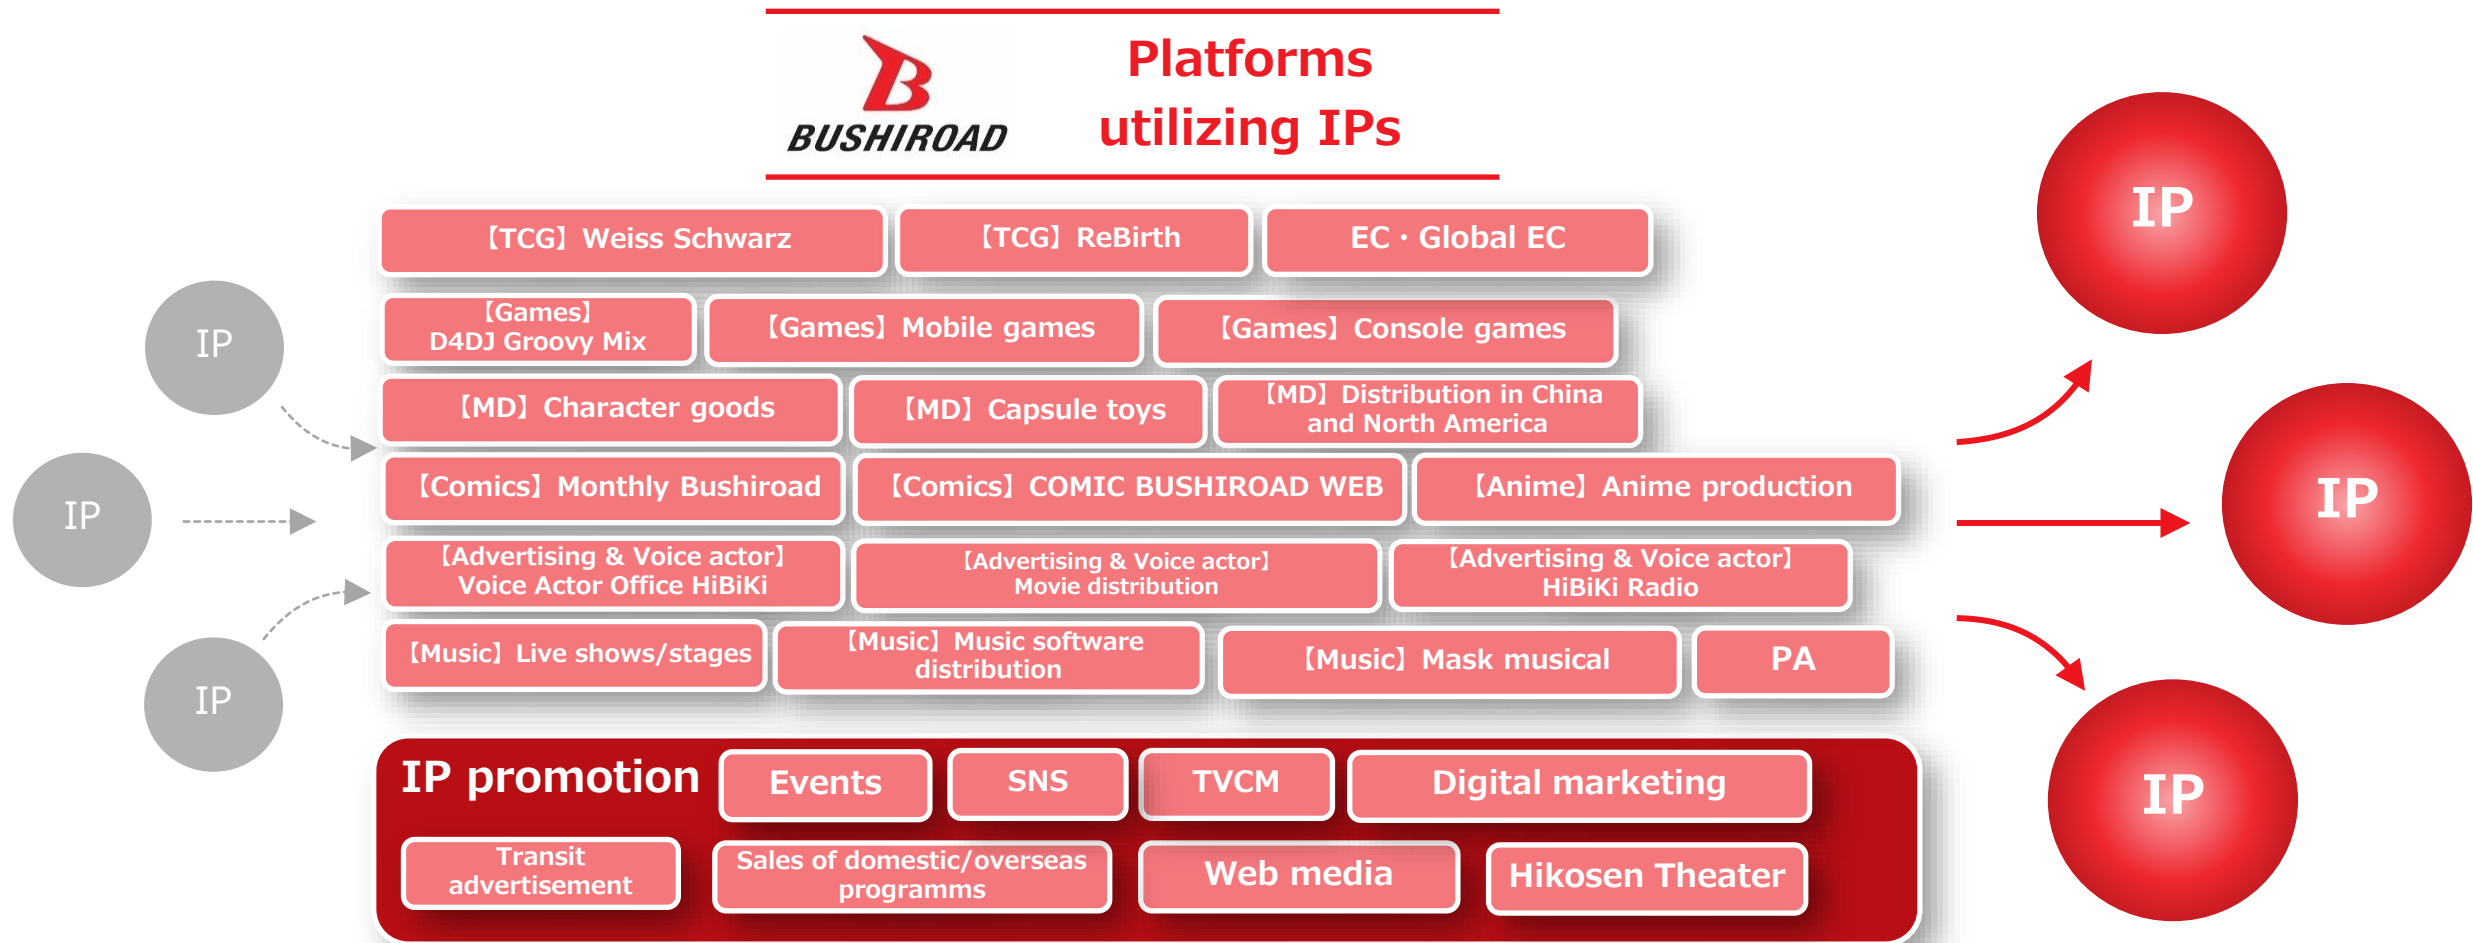 BUSHIROAD
Platforms
utilizing IPs
【TCG】Weiss Schwarz
【TCG】ReBirth
EC・Global EC
【Games】
D4DJ Groovy Mix
【Games】Mobile games
【Games】Console games
【MD】Character goods
【MD】Capsule toys
【MD】Distribution in China
and North America
【Comics】Monthly Bushiroad
【Comics】COMIC BUSHIROAD WEB
【Anime】Anime production
【Advertising & Voice actor】
Voice Actor Office HiBiKi
【Advertising & Voice actor】
Movie distribution
【Advertising & Voice actor】
HiBiKi Radio
【Music】Live shows/stages
【Music】Music software
distribution
【Music】Mask musical
PA
IP promotion
Events
SNS
TVCM
Digital marketing
Transit
advertisement
Sales of domestic/overseas
programms
Web media
Hikosen Theater
IP
IP
IP
IP
IP
IP